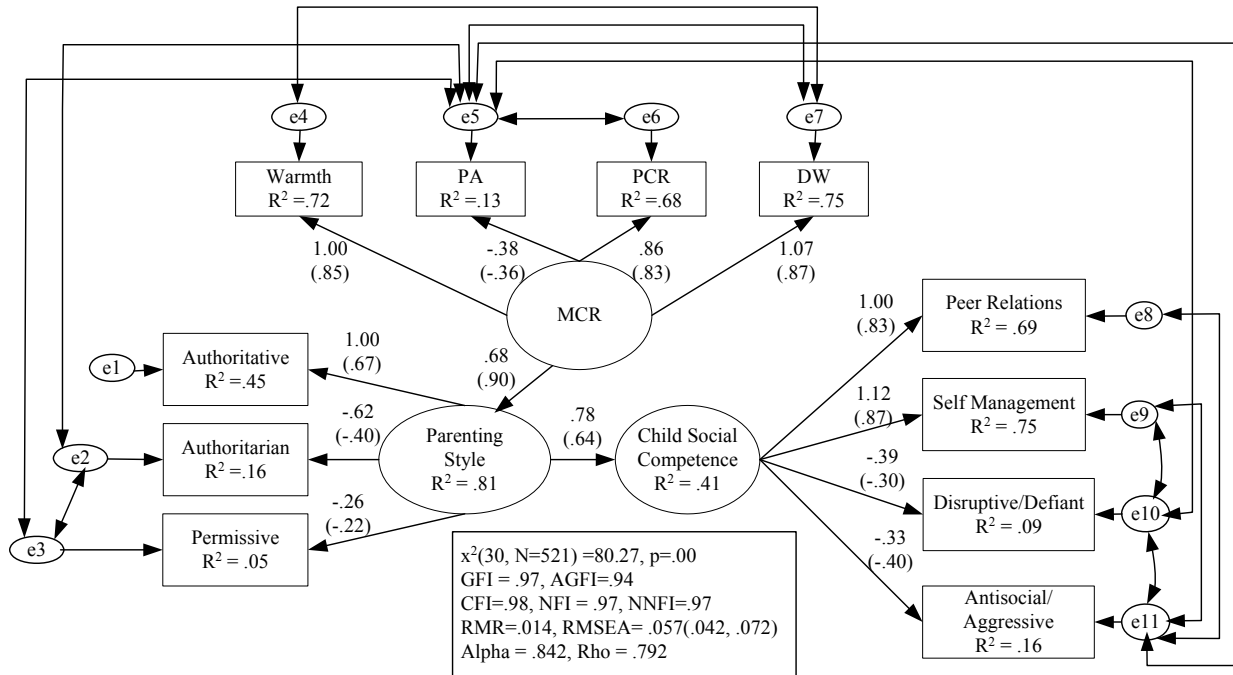 e4
e5
e6
e7
Warmth
R² =.72
PA
R² =.13
PCR
R² =.68
DW
R² =.75
1.00
(.85)
-.38
(-.36)
.86
(.83)
1.07
(.87)
MCR
e1
Authoritative
R² =.45
1.00
(.67)
.68
(.90)
e2
Authoritarian
R² =.16
-.62
(-.40)
Parenting
Style
R² = .81
.78
(.64)
Child Social
Competence
R² = .41
e3
Permissive
R² = .05
-.26
(-.22)
1.00
(.83)
Peer Relations
R² = .69
e8
1.12
(.87)
Self Management
R² = .75
e9
-.39
(-.30)
Disruptive/Defiant
R² = .09
e10
-.33
(-.40)
Antisocial/
Aggressive
R² = .16
e11
x²(30, N=521) =80.27, p=.00
GFI = .97, AGFI=.94
CFI=.98, NFI = .97, NNFI=.97
RMR=.014, RMSEA= .057(.042, .072)
Alpha = .842, Rho = .792